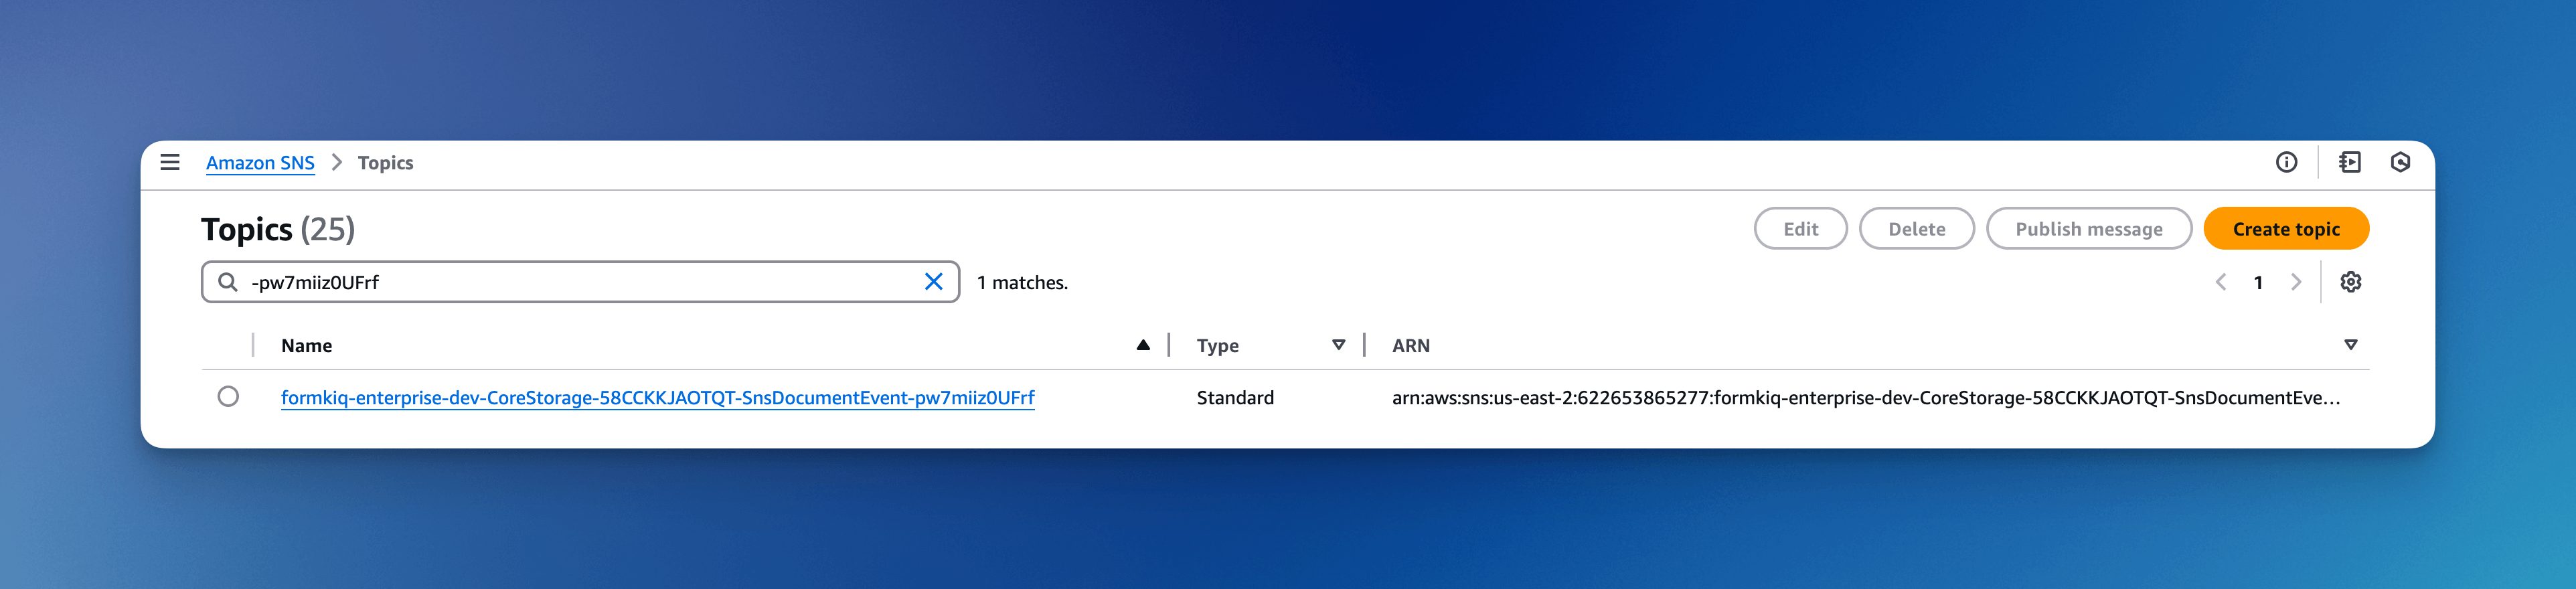 Amazon SNS > Topics
Topics (25)
Edit Delete Publish message Create topic
-pw7miiz0UFrf
1 matches.
1
Name Type ARN
formkiq-enterprise-dev-CoreStorage-58CCKKJAOTQT-SnsDocumentEvent-pw7miiz0UFrf Standard arn:aws:sns:us-east-2:622653865277:formkiq-enterprise-dev-CoreStorage-58CCKKJAOTQT-SnsDocumentEve...